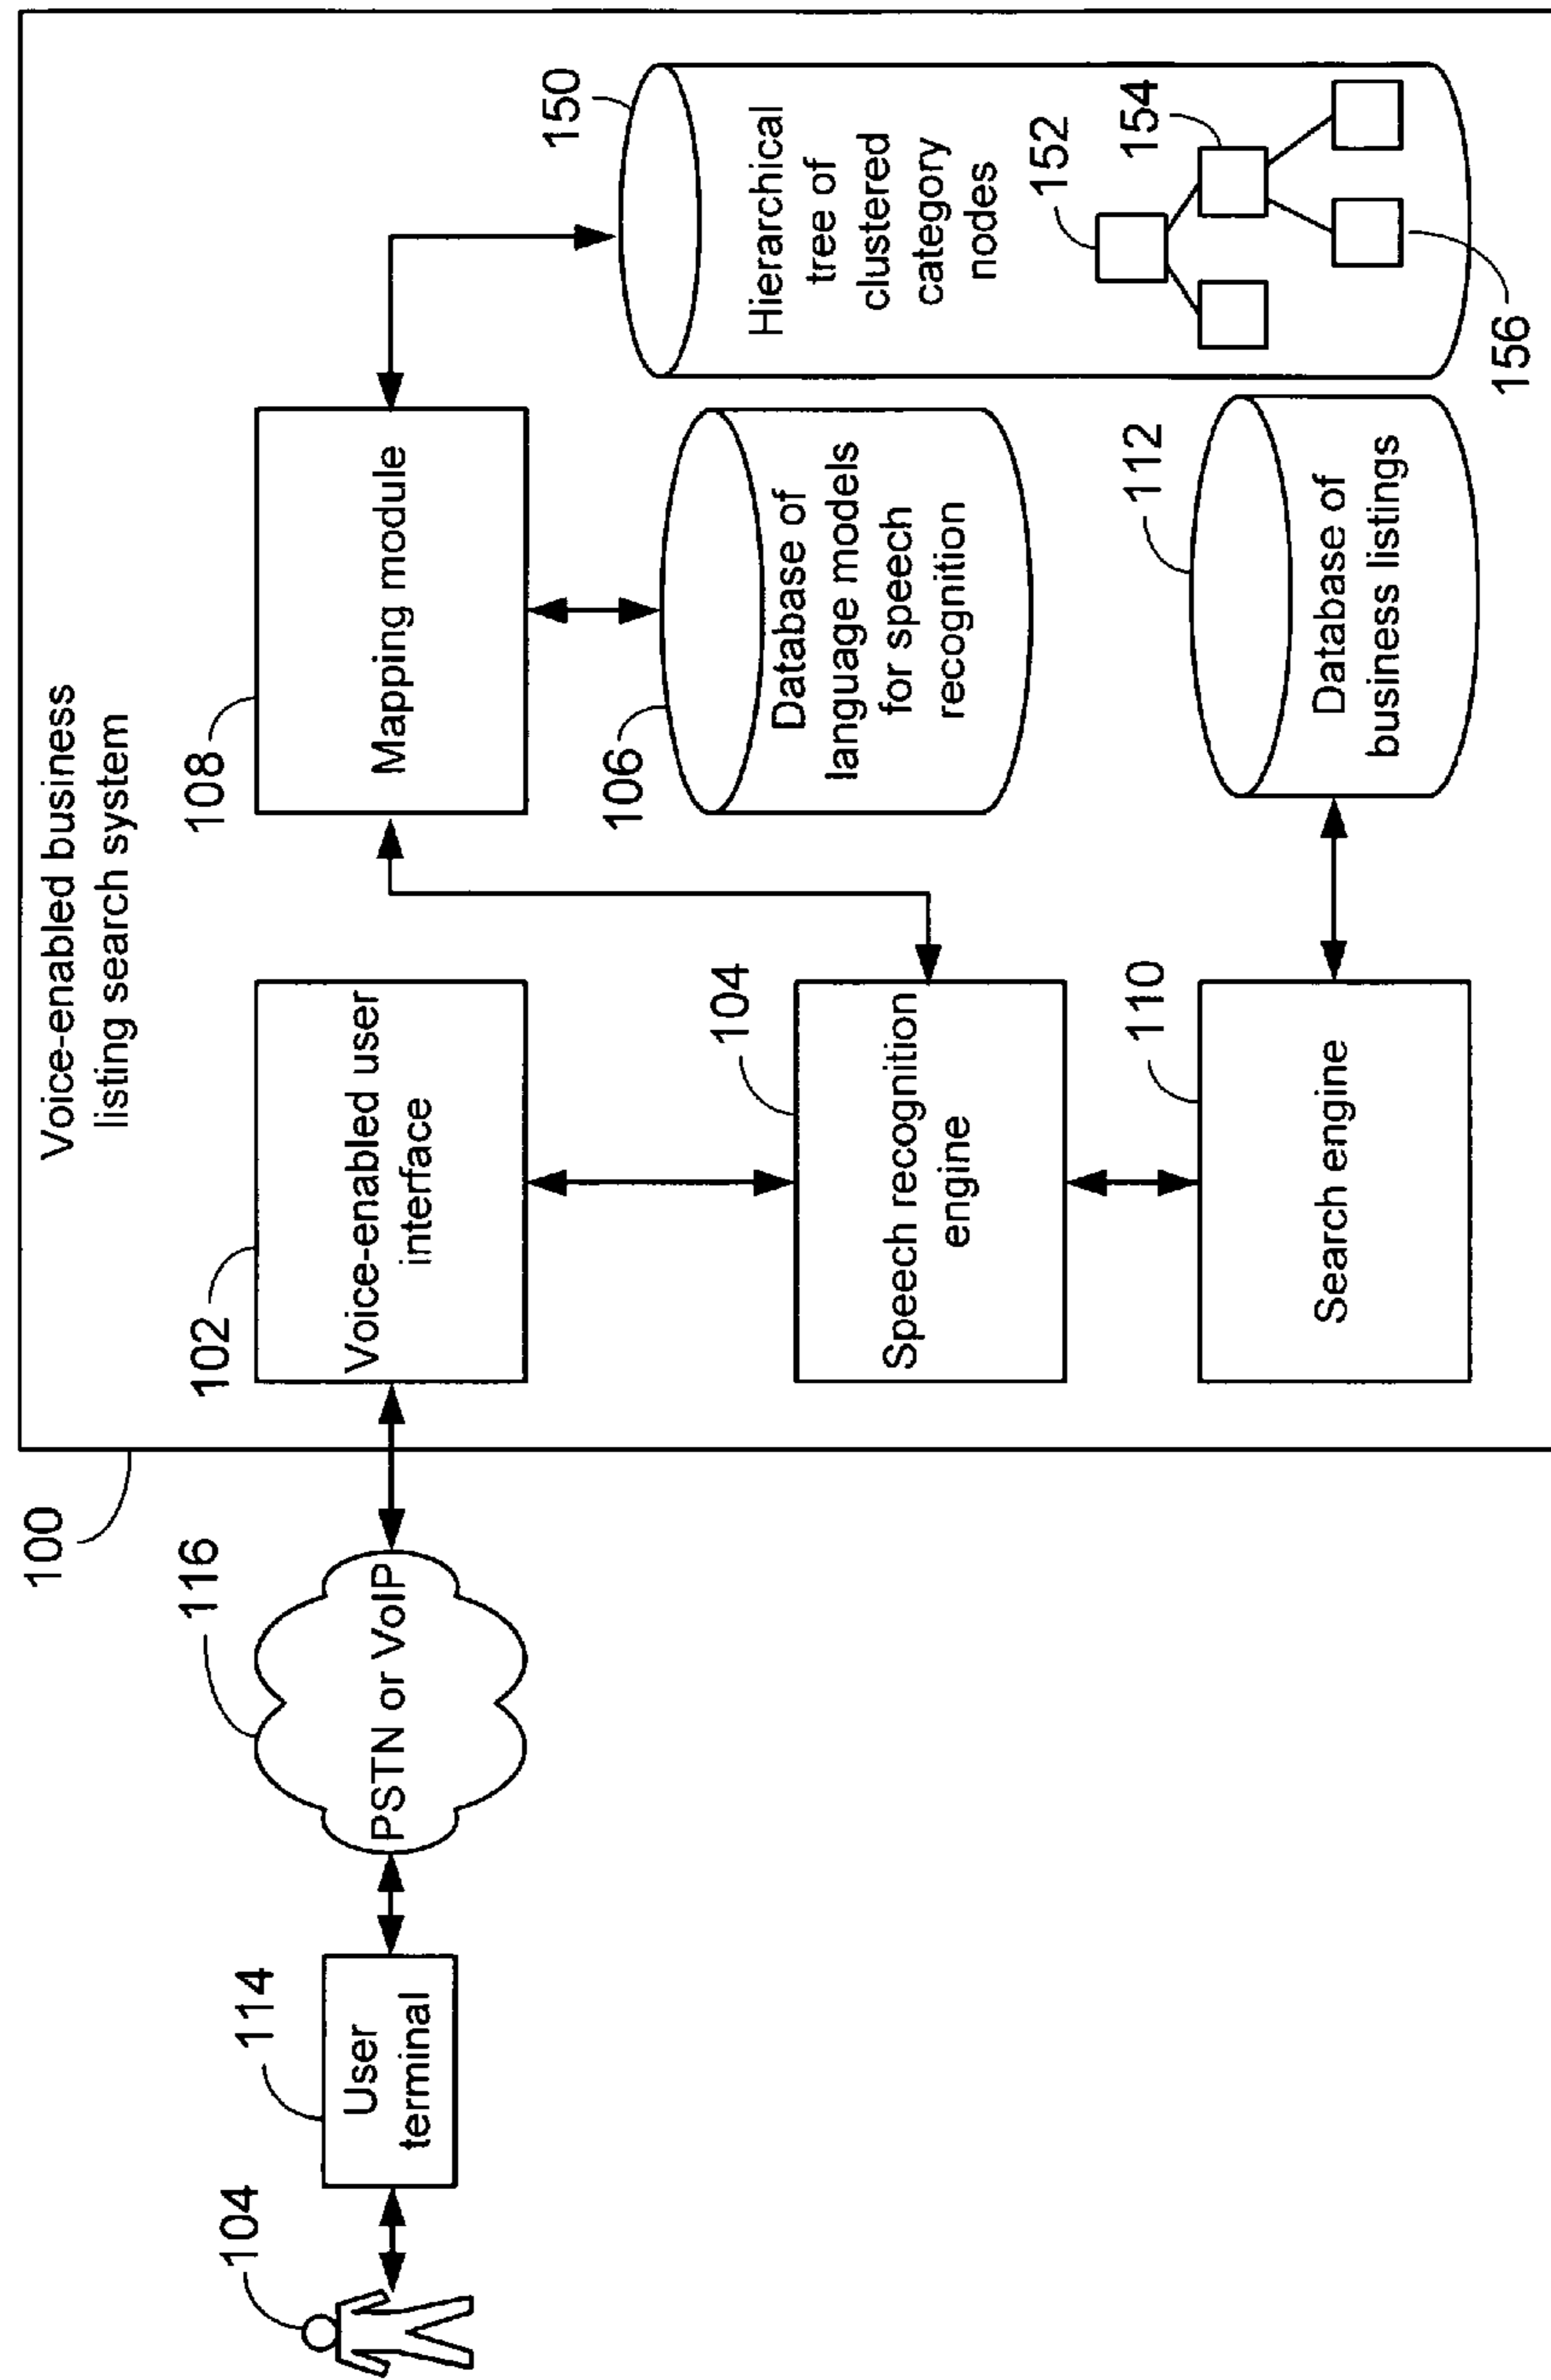 Voice-enabled business
listing search system
100
116
114
104
User
terminal
PSTN or VoIP
102
Voice-enabled user
interface
108
Mapping module
150
Hierarchical
tree of
clustered
category
nodes
152
154
156
106
Database of
language models
for speech
recognition
104
Speech recognition
engine
110
Search engine
112
Database of
business listings